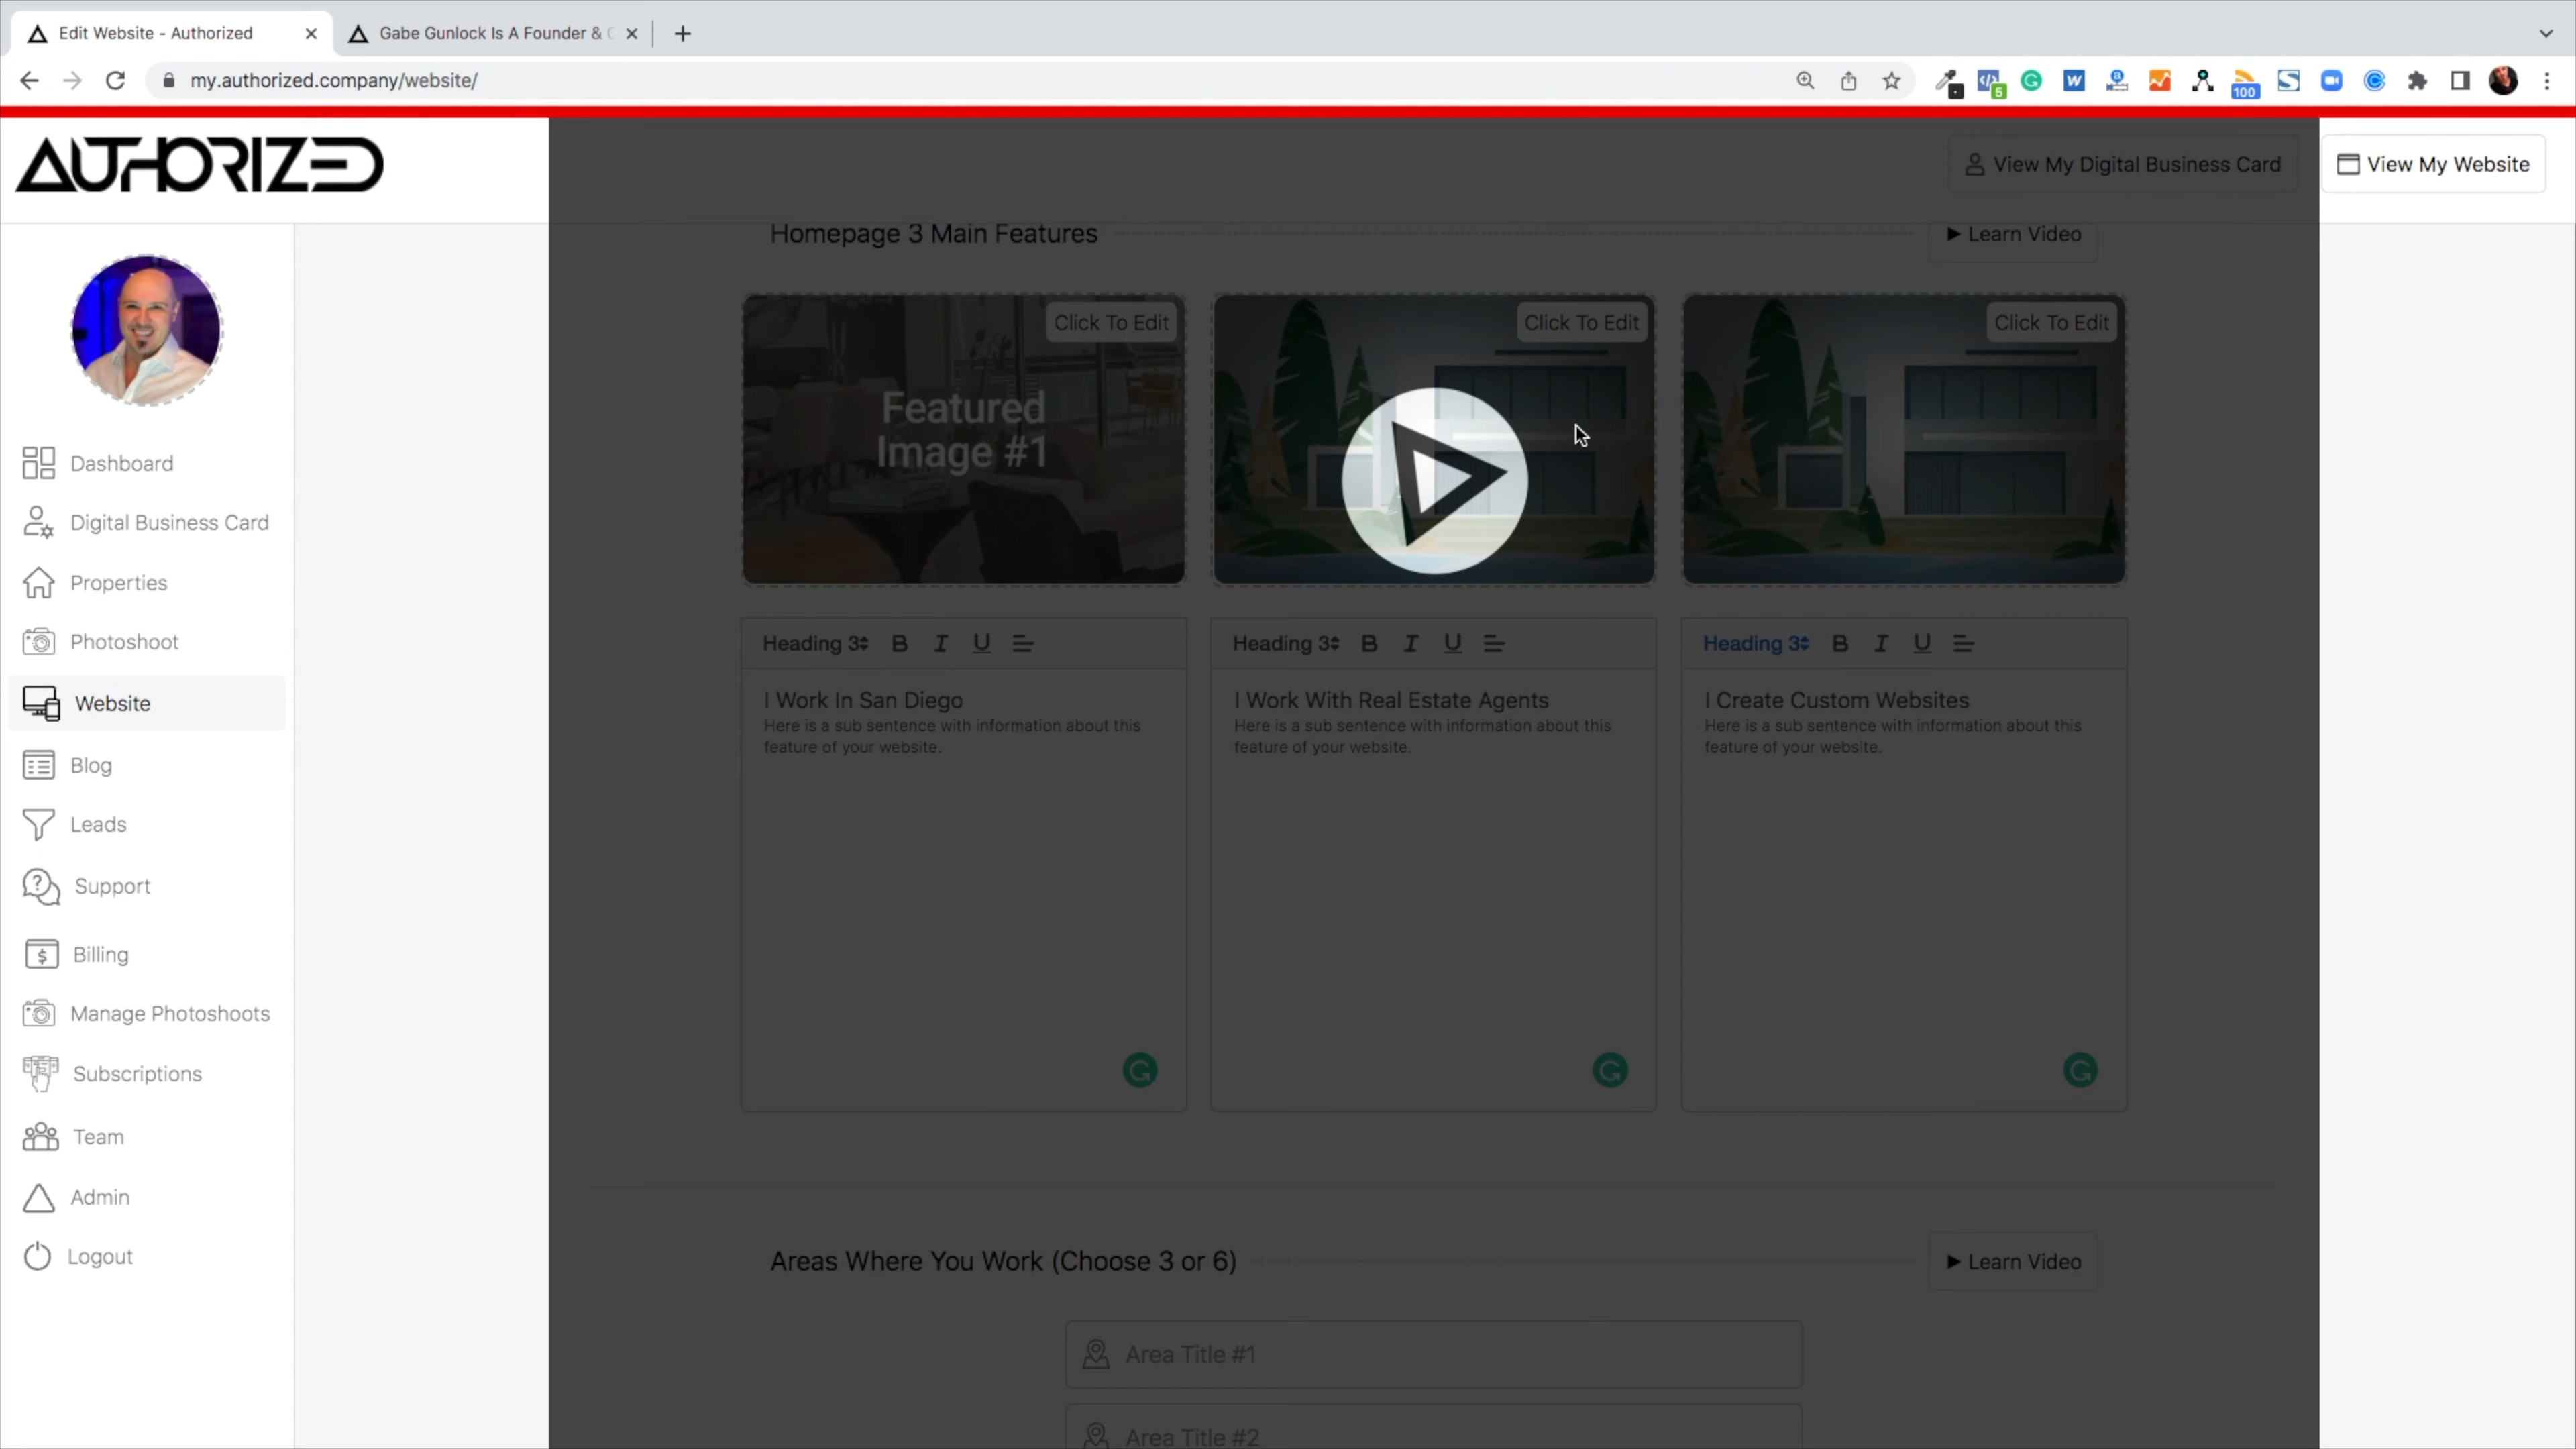 Edit Website - Authorized
Gabe Gunlock Is A Founder &
my.authorized.company/website/
5
W
100
AUTHORIZED
View My Digital Business Card
View My Website
Homepage 3 Main Features
Learn Video
Click To Edit
Click To Edit
Click To Edit
Featured
Image #1
Dashboard
Digital Business Card
Properties
Photoshoot
Website
Blog
Leads
Support
Billing
Manage Photoshoots
Subscriptions
Team
Admin
Logout
Heading 3 B I U
Heading 3 B I U
Heading 3 B I U
I Work In San Diego
Here is a sub sentence with information about this
feature of your website.
I Work With Real Estate Agents
Here is a sub sentence with information about this
feature of your website.
I Create Custom Websites
Here is a sub sentence with information about this
feature of your website.
Areas Where You Work (Choose 3 or 6)
Learn Video
Area Title #1
Area Title #2